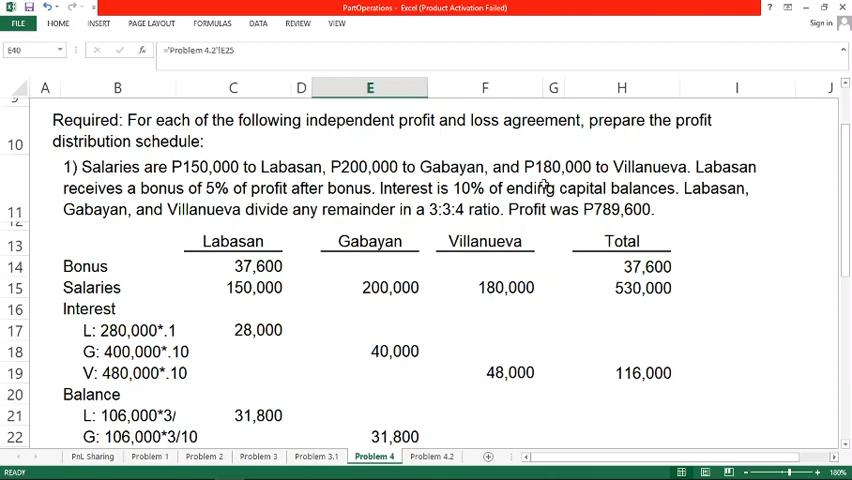 PartOperations - Excel (Product Activation Failed)
FILE HOME INSERT PAGE LAYOUT FORMULAS DATA REVIEW VIEW Sign in
E40 ='Problem 4.2'!E25
A B C D E F G H I J
10 Required: For each of the following independent profit and loss agreement, prepare the profit
distribution schedule:
1) Salaries are P150,000 to Labasan, P200,000 to Gabayan, and P180,000 to Villanueva. Labasan
receives a bonus of 5% of profit after bonus. Interest is 10% of ending capital balances. Labasan,
11 Gabayan, and Villanueva divide any remainder in a 3:3:4 ratio. Profit was P789,600.
12
13 Labasan Gabayan Villanueva Total
14 Bonus 37,600 37,600
15 Salaries 150,000 200,000 180,000 530,000
16 Interest
17 L: 280,000*.1 28,000
18 G: 400,000*.10 40,000
19 V: 480,000*.10 48,000 116,000
20 Balance
21 L: 106,000*3/ 31,800
22 G: 106,000*3/10 31,800
PnL Sharing Problem 1 Problem 2 Problem 3 Problem 3.1 Problem 4 Problem 4.2
READY 180%